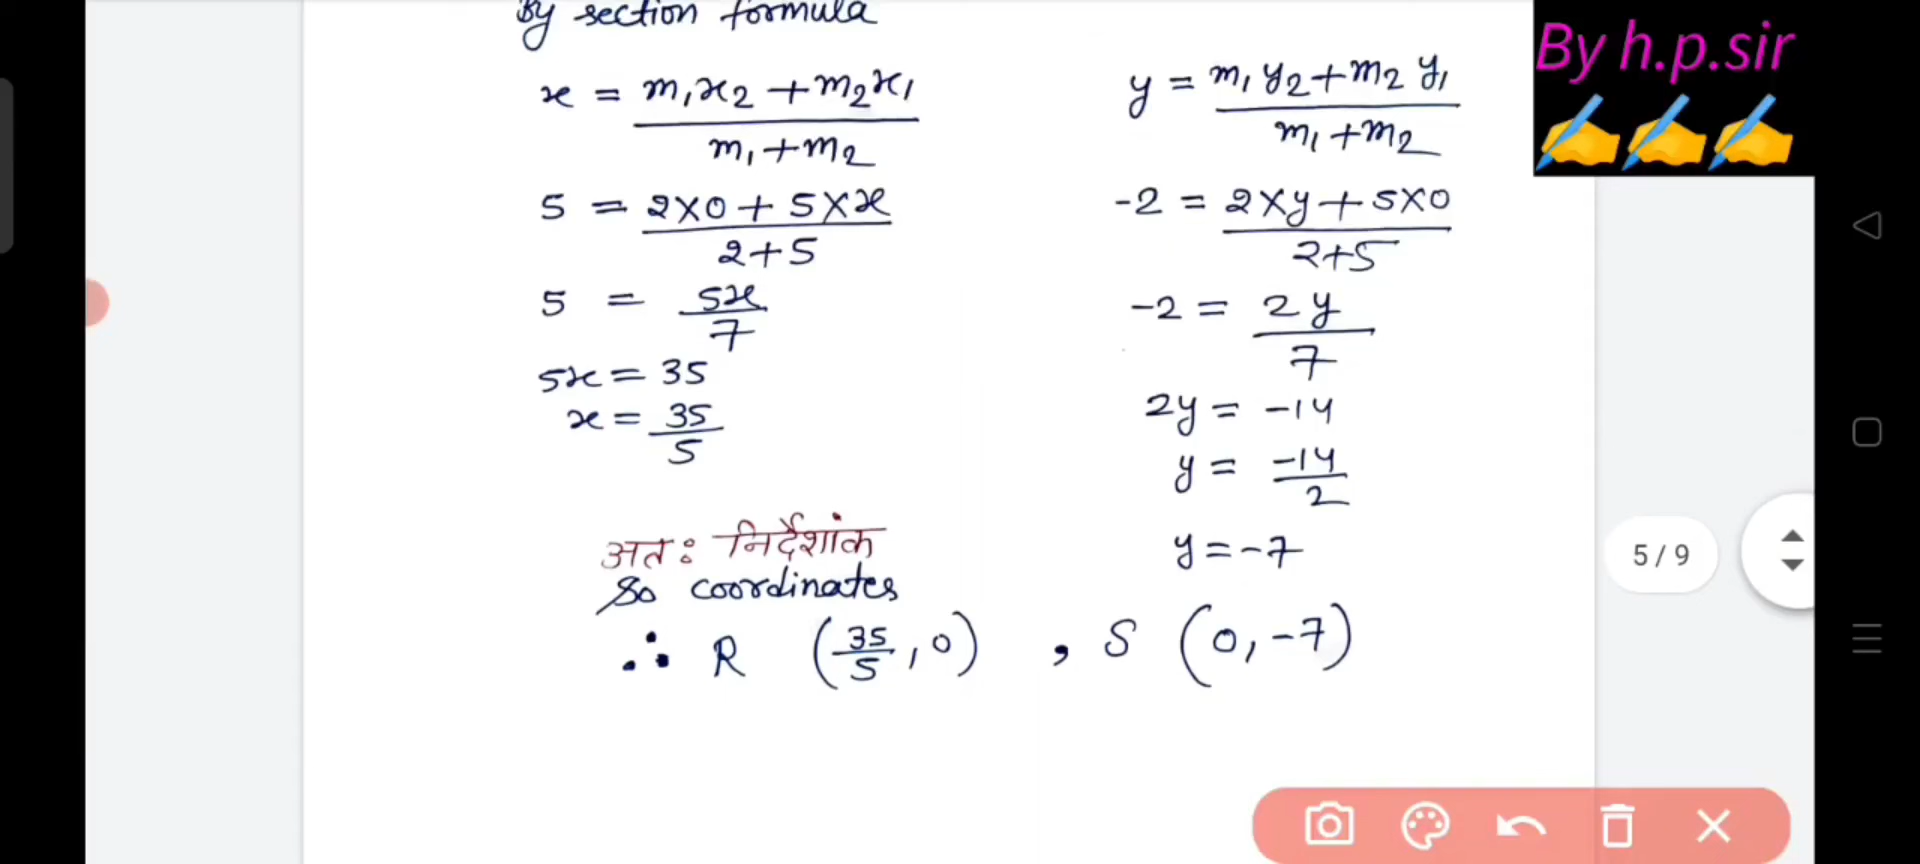 By section formula
x = m₁x₂ + m₂x₁ / m₁ + m₂
5 = 2×0 + 5×x / 2+5
5 = 5x / 7
5x = 35
x = 35 / 5
y = m₁y₂ + m₂y₁ / m₁ + m₂
-2 = 2×y + 5×0 / 2+5
-2 = 2y / 7
2y = -14
y = -14 / 2
y = -7
अतः निर्देशांक
So coordinates
∴ R (35/5, 0) , S (0, -7)
By h.p.sir
5 / 9